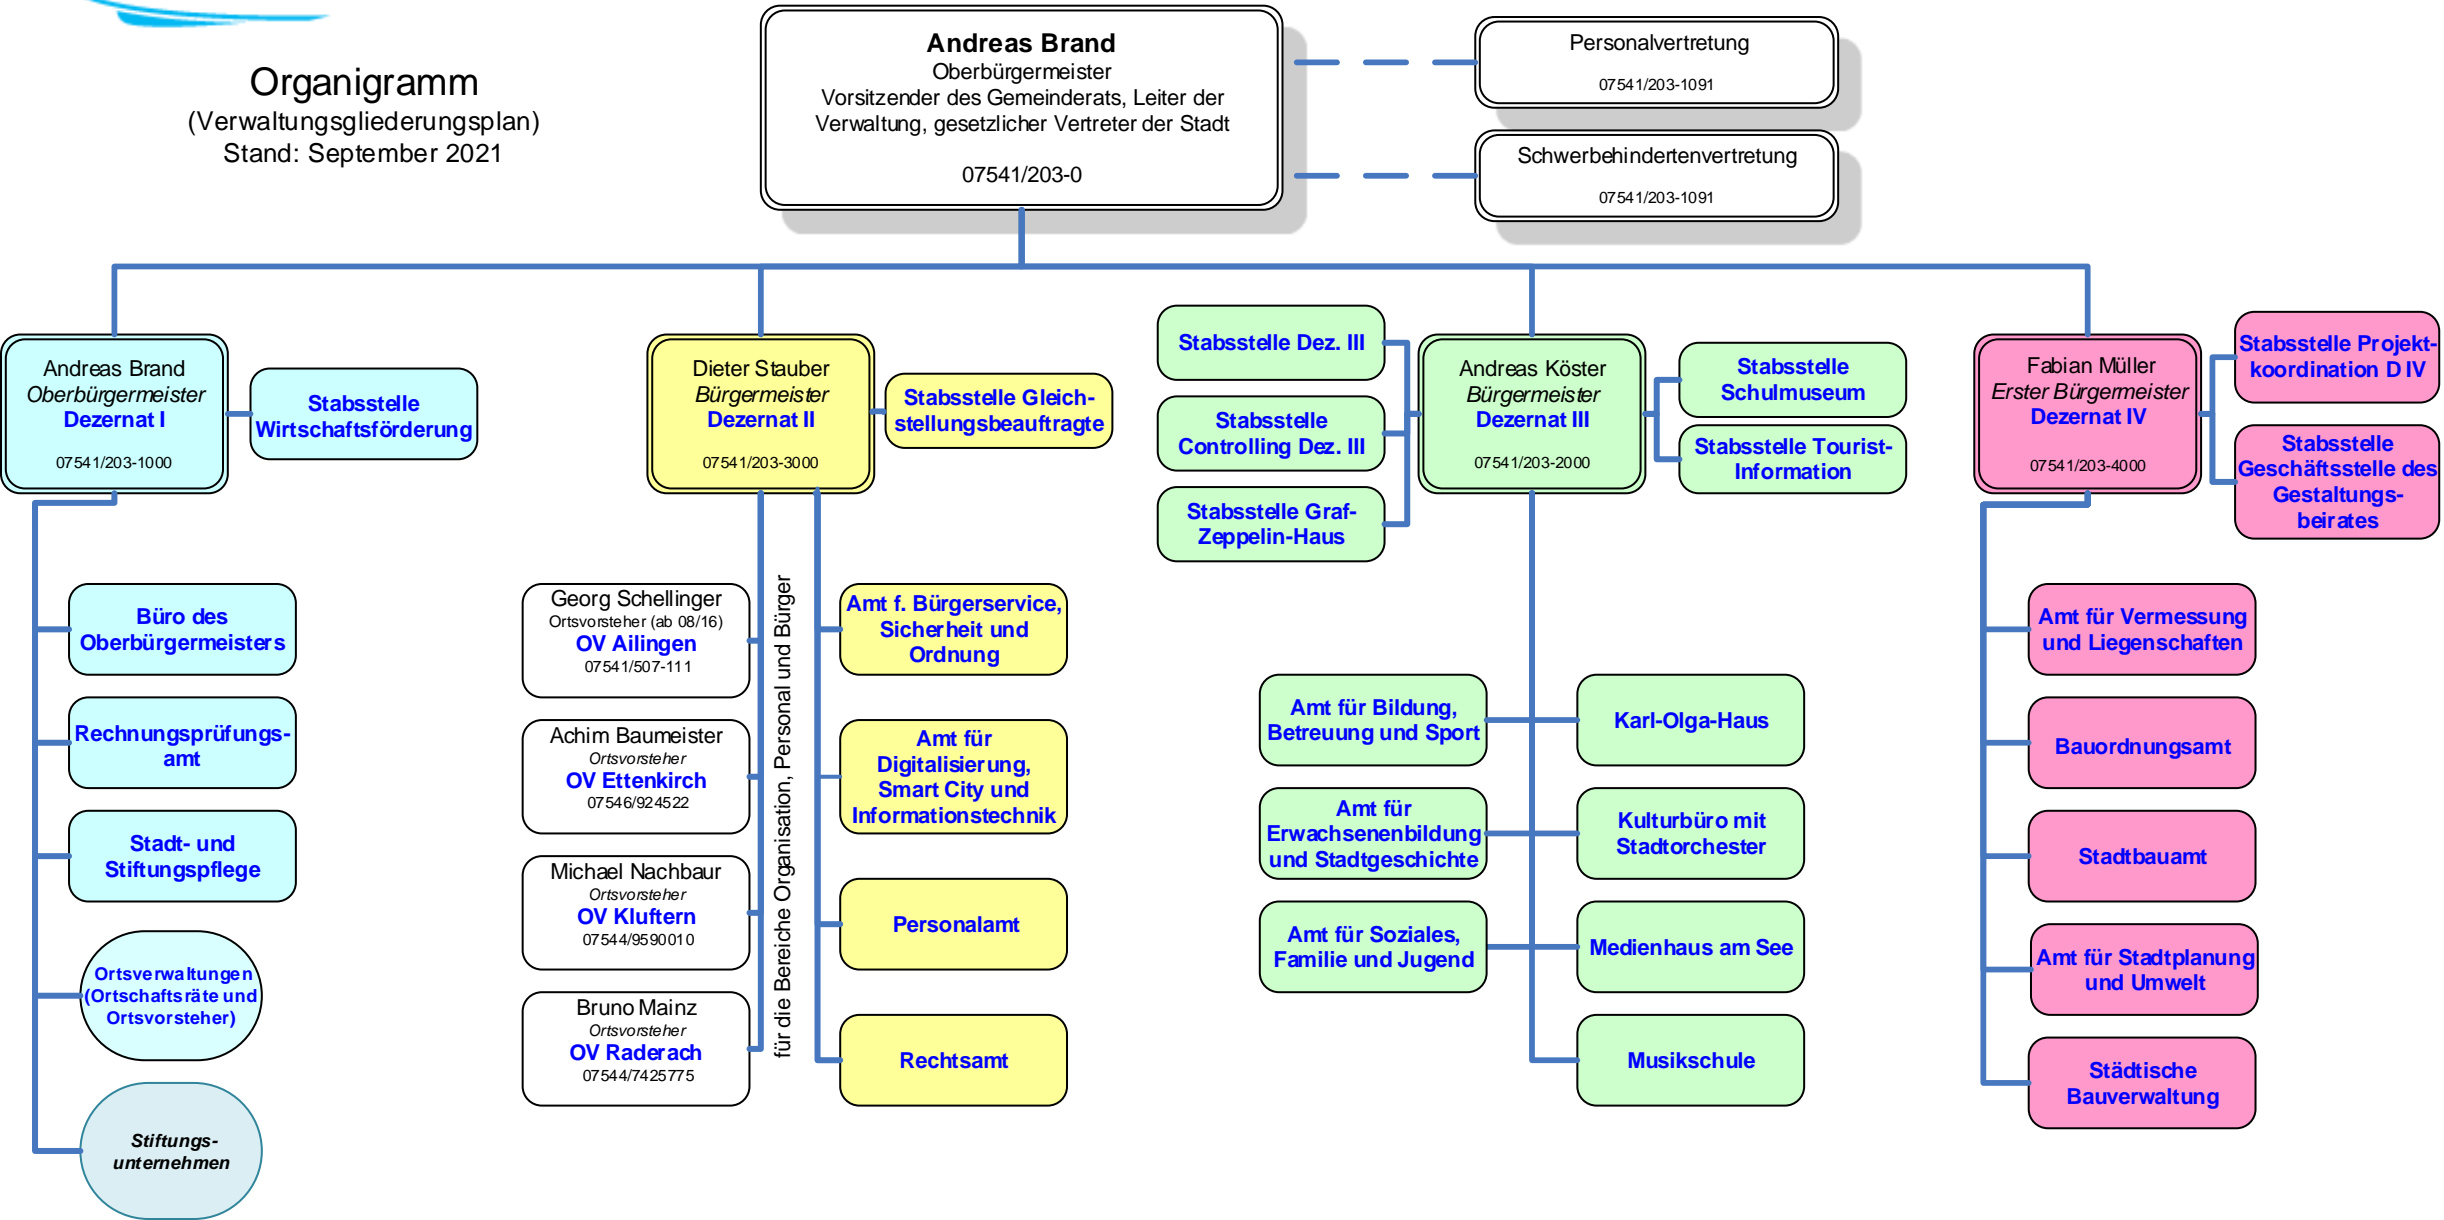 Organigramm
(Verwaltungsgliederungsplan)
Stand: September 2021
Andreas Brand
Oberbürgermeister
Vorsitzender des Gemeinderats, Leiter der
Verwaltung, gesetzlicher Vertreter der Stadt
07541/203-0
Personalvertretung
07541/203-1091
Schwerbehindertenvertretung
07541/203-1091
Andreas Brand
Oberbürgermeister
Dezernat I
07541/203-1000
Stabsstelle
Wirtschaftsförderung
Büro des
Oberbürgermeisters
Rechnungsprüfungs-
amt
Stadt- und
Stiftungspflege
Ortsverwaltungen
(Ortschaftsräte und
Ortsvorsteher)
Stiftungs-
unternehmen
Dieter Stauber
Bürgermeister
Dezernat II
07541/203-3000
Stabsstelle Gleich-
stellungsbeauftragte
Georg Schellinger
Ortsvorsteher (ab 08/16)
OV Ailingen
07541/507-111
Achim Baumeister
Ortsvorsteher
OV Ettenkirch
07546/924522
Michael Nachbaur
Ortsvorsteher
OV Kluftern
07544/9590010
Bruno Mainz
Ortsvorsteher
OV Raderach
07544/7425775
für die Bereiche Organisation, Personal und Bürger
Amt f. Bürgerservice,
Sicherheit und
Ordnung
Amt für
Digitalisierung,
Smart City und
Informationstechnik
Personalamt
Rechtsamt
Stabsstelle Dez. III
Stabsstelle
Controlling Dez. III
Stabsstelle Graf-
Zeppelin-Haus
Andreas Köster
Bürgermeister
Dezernat III
07541/203-2000
Stabsstelle
Schulmuseum
Stabsstelle Tourist-
Information
Amt für Bildung,
Betreuung und Sport
Amt für
Erwachsenenbildung
und Stadtgeschichte
Amt für Soziales,
Familie und Jugend
Karl-Olga-Haus
Kulturbüro mit
Stadtorchester
Medienhaus am See
Musikschule
Fabian Müller
Erster Bürgermeister
Dezernat IV
07541/203-4000
Stabsstelle Projekt-
koordination D IV
Stabsstelle
Geschäftsstelle des
Gestaltungs-
beirates
Amt für Vermessung
und Liegenschaften
Bauordnungsamt
Stadtbauamt
Amt für Stadtplanung
und Umwelt
Städtische
Bauverwaltung